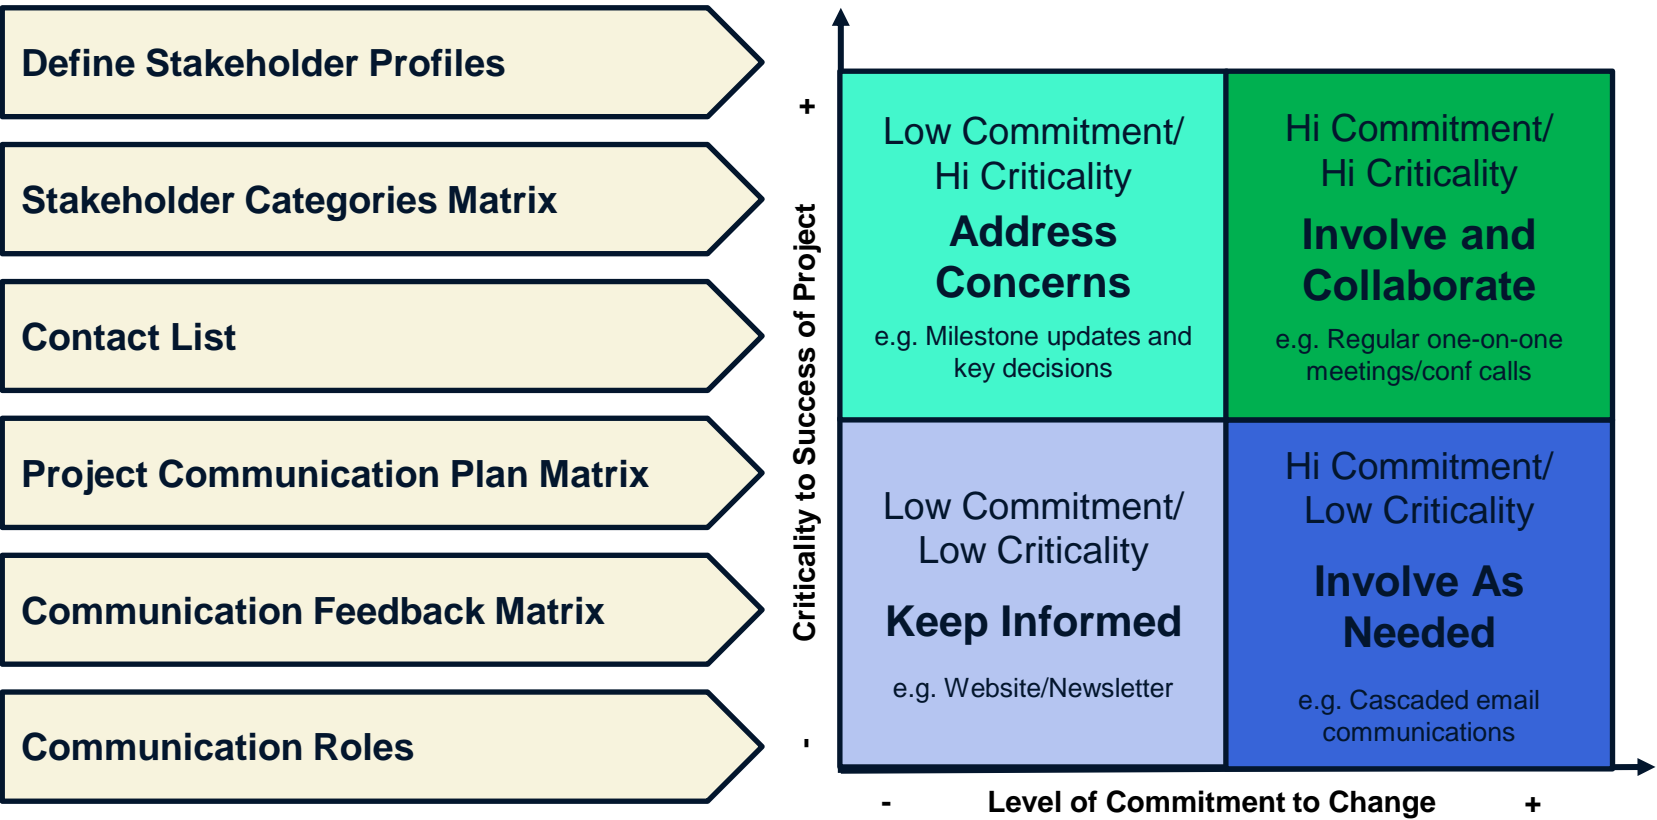 Define Stakeholder Profiles
Stakeholder Categories Matrix
Contact List
Project Communication Plan Matrix
Communication Feedback Matrix
Communication Roles
+
Criticality to Success of Project
-
Low Commitment/
Hi Criticality
Address
Concerns
e.g. Milestone updates and
key decisions
Hi Commitment/
Hi Criticality
Involve and
Collaborate
e.g. Regular one-on-one
meetings/conf calls
Low Commitment/
Low Criticality
Keep Informed
e.g. Website/Newsletter
Hi Commitment/
Low Criticality
Involve As
Needed
e.g. Cascaded email
communications
- Level of Commitment to Change +